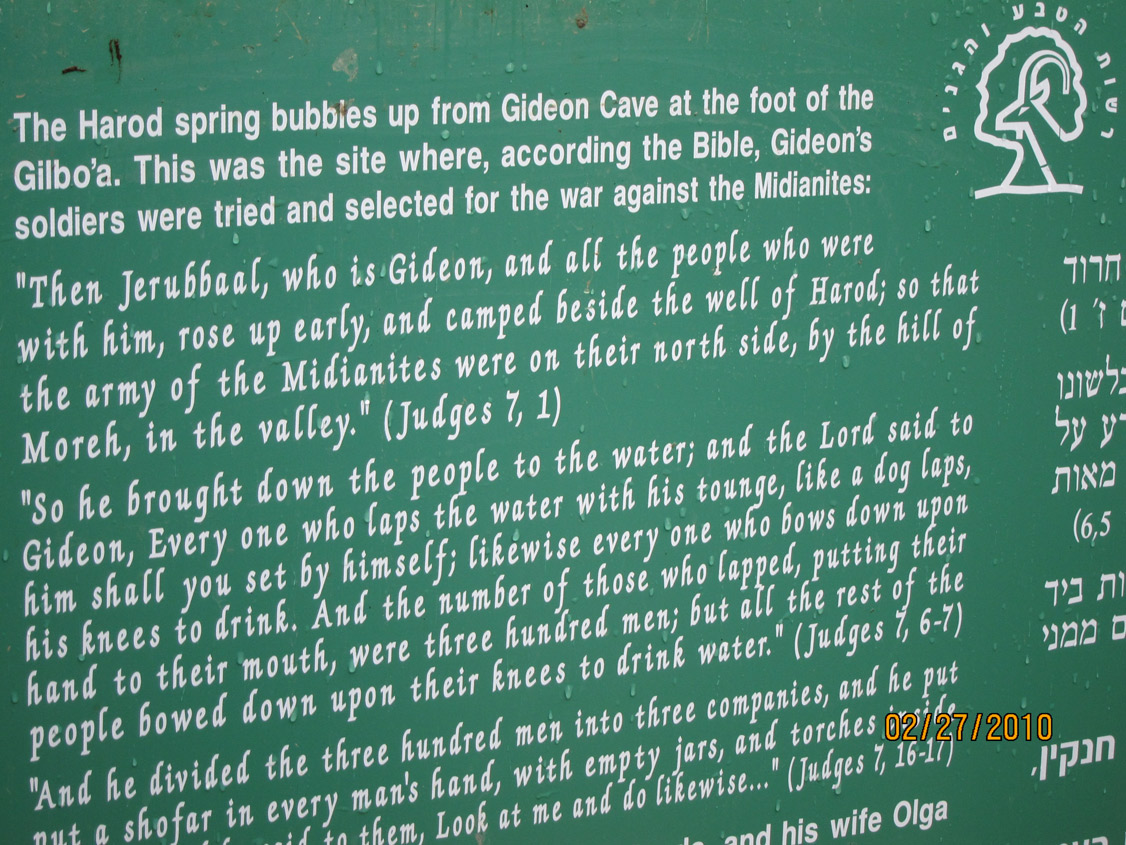 רשות הטבע והגנים
The Harod spring bubbles up from Gideon Cave at the foot of the
Gilbo'a. This was the site where, according the Bible, Gideon's
soldiers were tried and selected for the war against the Midianites:
"Then Jerubbaal, who is Gideon, and all the people who were
with him, rose up early, and camped beside the well of Harod; so that
the army of the Midianites were on their north side, by the hill of
Moreh, in the valley." (Judges 7, 1)
"So he brought down the people to the water; and the Lord said to
Gideon, Every one who laps the water with his tounge, like a dog laps,
him shall you set by himself; likewise every one who bows down upon
his knees to drink. And the number of those who lapped, putting their
hand to their mouth, were three hundred men; but all the rest of the
people bowed down upon their knees to drink water." (Judges 7, 6-7)
"And he divided the three hundred men into three companies, and he put
put a shofar in every man's hand, with empty jars, and torches inside
to them, Look at me and do likewise..." (Judges 7, 16-17)
and his wife Olga
חרוד
ז' 1)
בלשונו
על
מאות
6,5)
ביד
ממני
חנקין,
02/27/2010